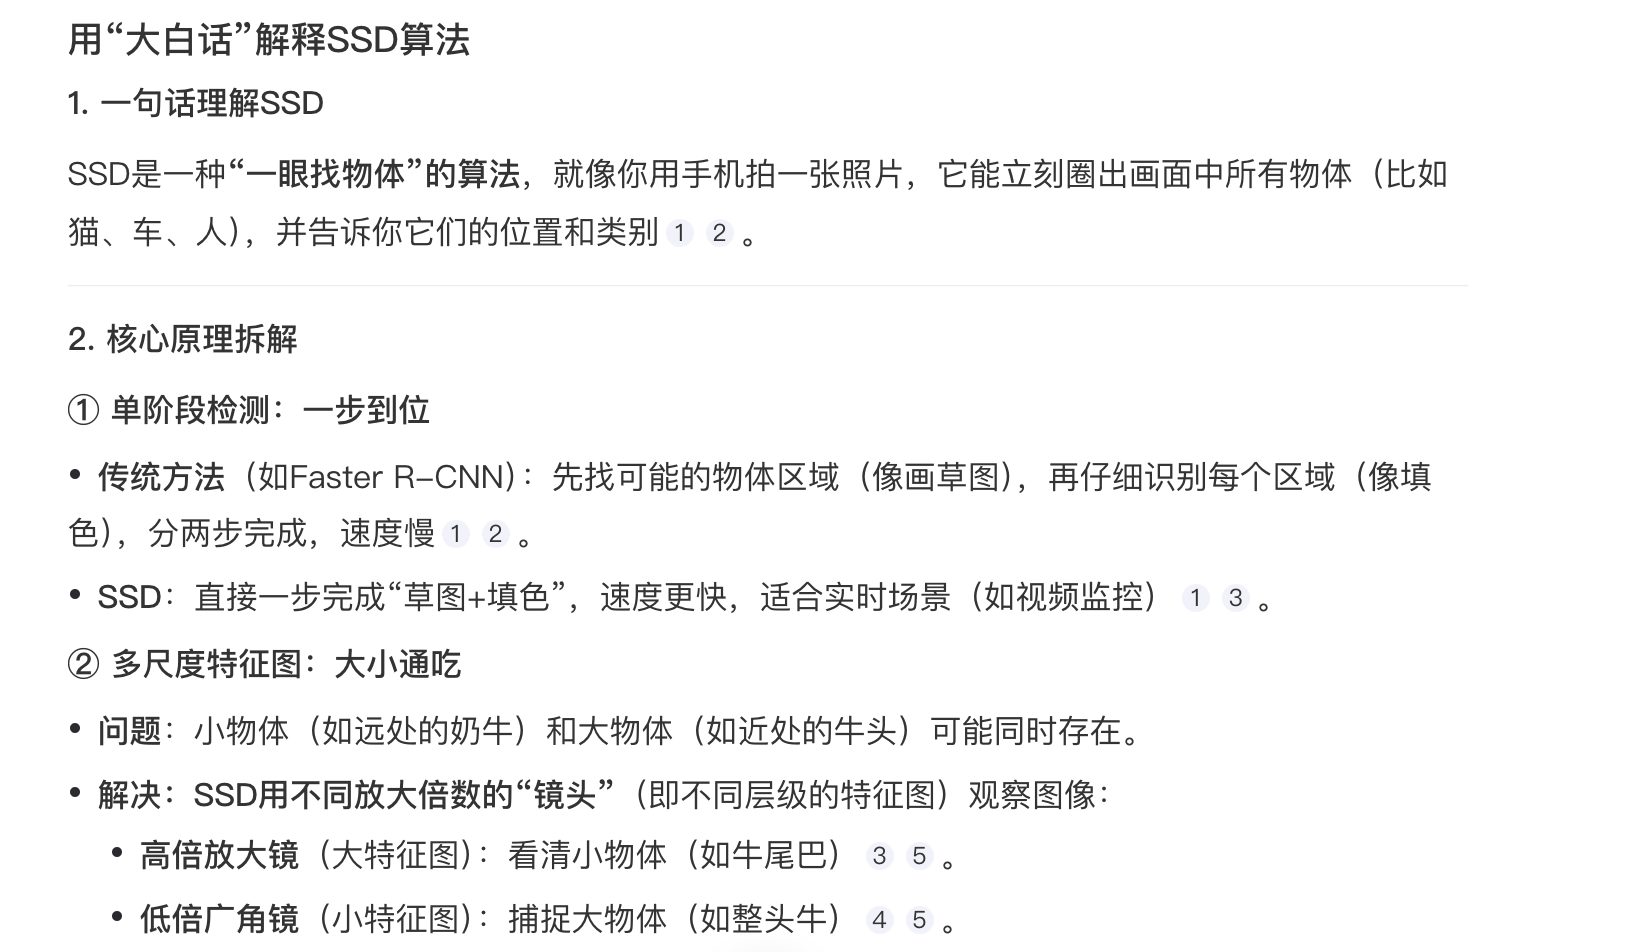 用“大白话”解释SSD算法
1. 一句话理解SSD
SSD是一种“一眼找物体”的算法，就像你用手机拍一张照片，它能立刻圈出画面中所有物体（比如
猫、车、人），并告诉你它们的位置和类别 1 2 。
2. 核心原理拆解
① 单阶段检测：一步到位
• 传统方法（如Faster R-CNN）：先找可能的物体区域（像画草图），再仔细识别每个区域（像填
色），分两步完成，速度慢 1 2 。
• SSD：直接一步完成“草图+填色”，速度更快，适合实时场景（如视频监控） 1 3 。
② 多尺度特征图：大小通吃
• 问题：小物体（如远处的奶牛）和大物体（如近处的牛头）可能同时存在。
• 解决：SSD用不同放大倍数的“镜头”（即不同层级的特征图）观察图像：
• 高倍放大镜（大特征图）：看清小物体（如牛尾巴） 3 5 。
• 低倍广角镜（小特征图）：捕捉大物体（如整头牛） 4 5 。